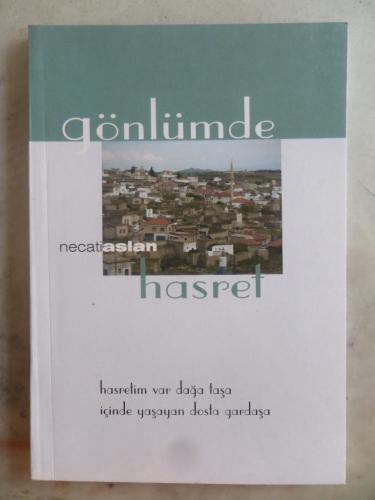 gönlümde
necatiaslan
hasret
hasretim var dağa taşa
içinde yaşayan dosta gardaşa